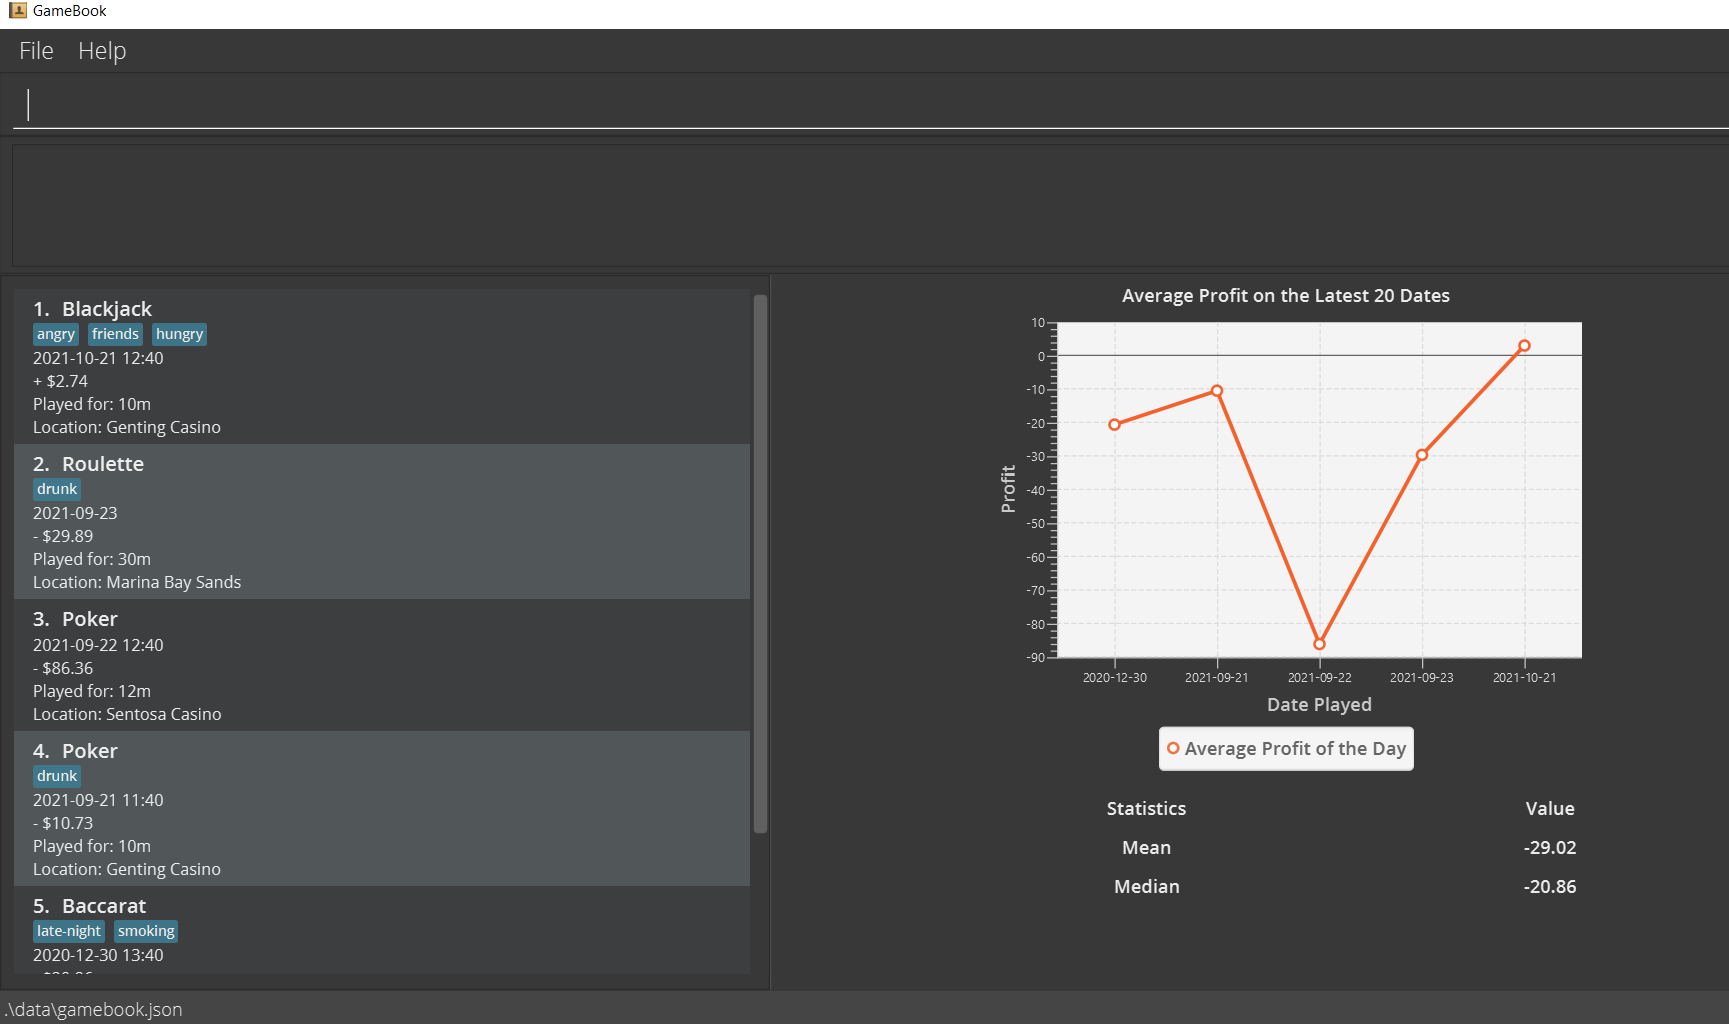 GameBook
File Help
1. Blackjack
angry friends hungry
2021-10-21 12:40
+ $2.74
Played for: 10m
Location: Genting Casino
2. Roulette
drunk
2021-09-23
- $29.89
Played for: 30m
Location: Marina Bay Sands
3. Poker
2021-09-22 12:40
- $86.36
Played for: 12m
Location: Sentosa Casino
4. Poker
drunk
2021-09-21 11:40
- $10.73
Played for: 10m
Location: Genting Casino
5. Baccarat
late-night smoking
2020-12-30 13:40
Average Profit on the Latest 20 Dates
10
0
-10
-20
-30
-40
-50
-60
-70
-80
-90
Profit
2020-12-30 2021-09-21 2021-09-22 2021-09-23 2021-10-21
Date Played
Average Profit of the Day
Statistics Value
Mean -29.02
Median -20.86
.\data\gamebook.json